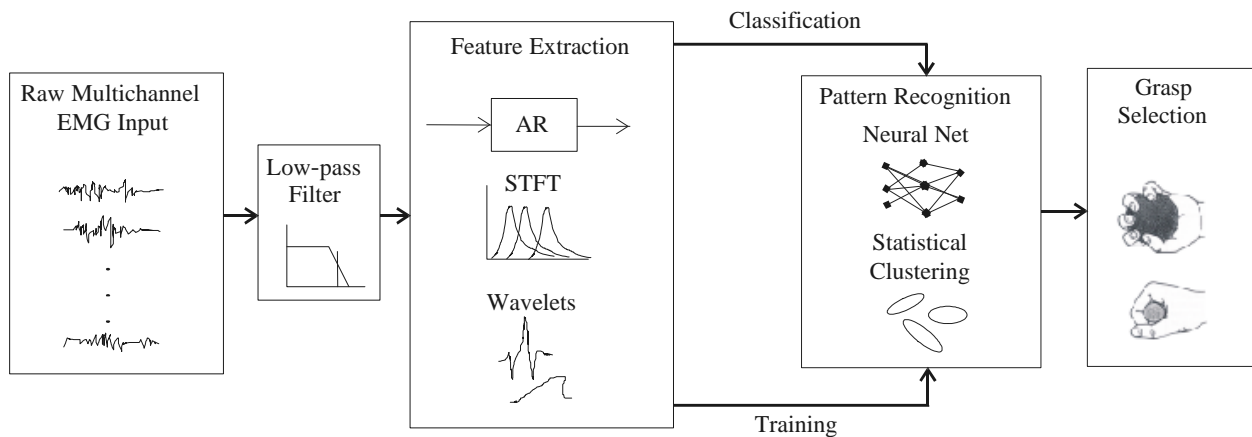 Raw Multichannel
EMG Input
Low-pass
Filter
Feature Extraction
AR
STFT
Wavelets
Classification
Training
Pattern Recognition
Neural Net
Statistical
Clustering
Grasp
Selection